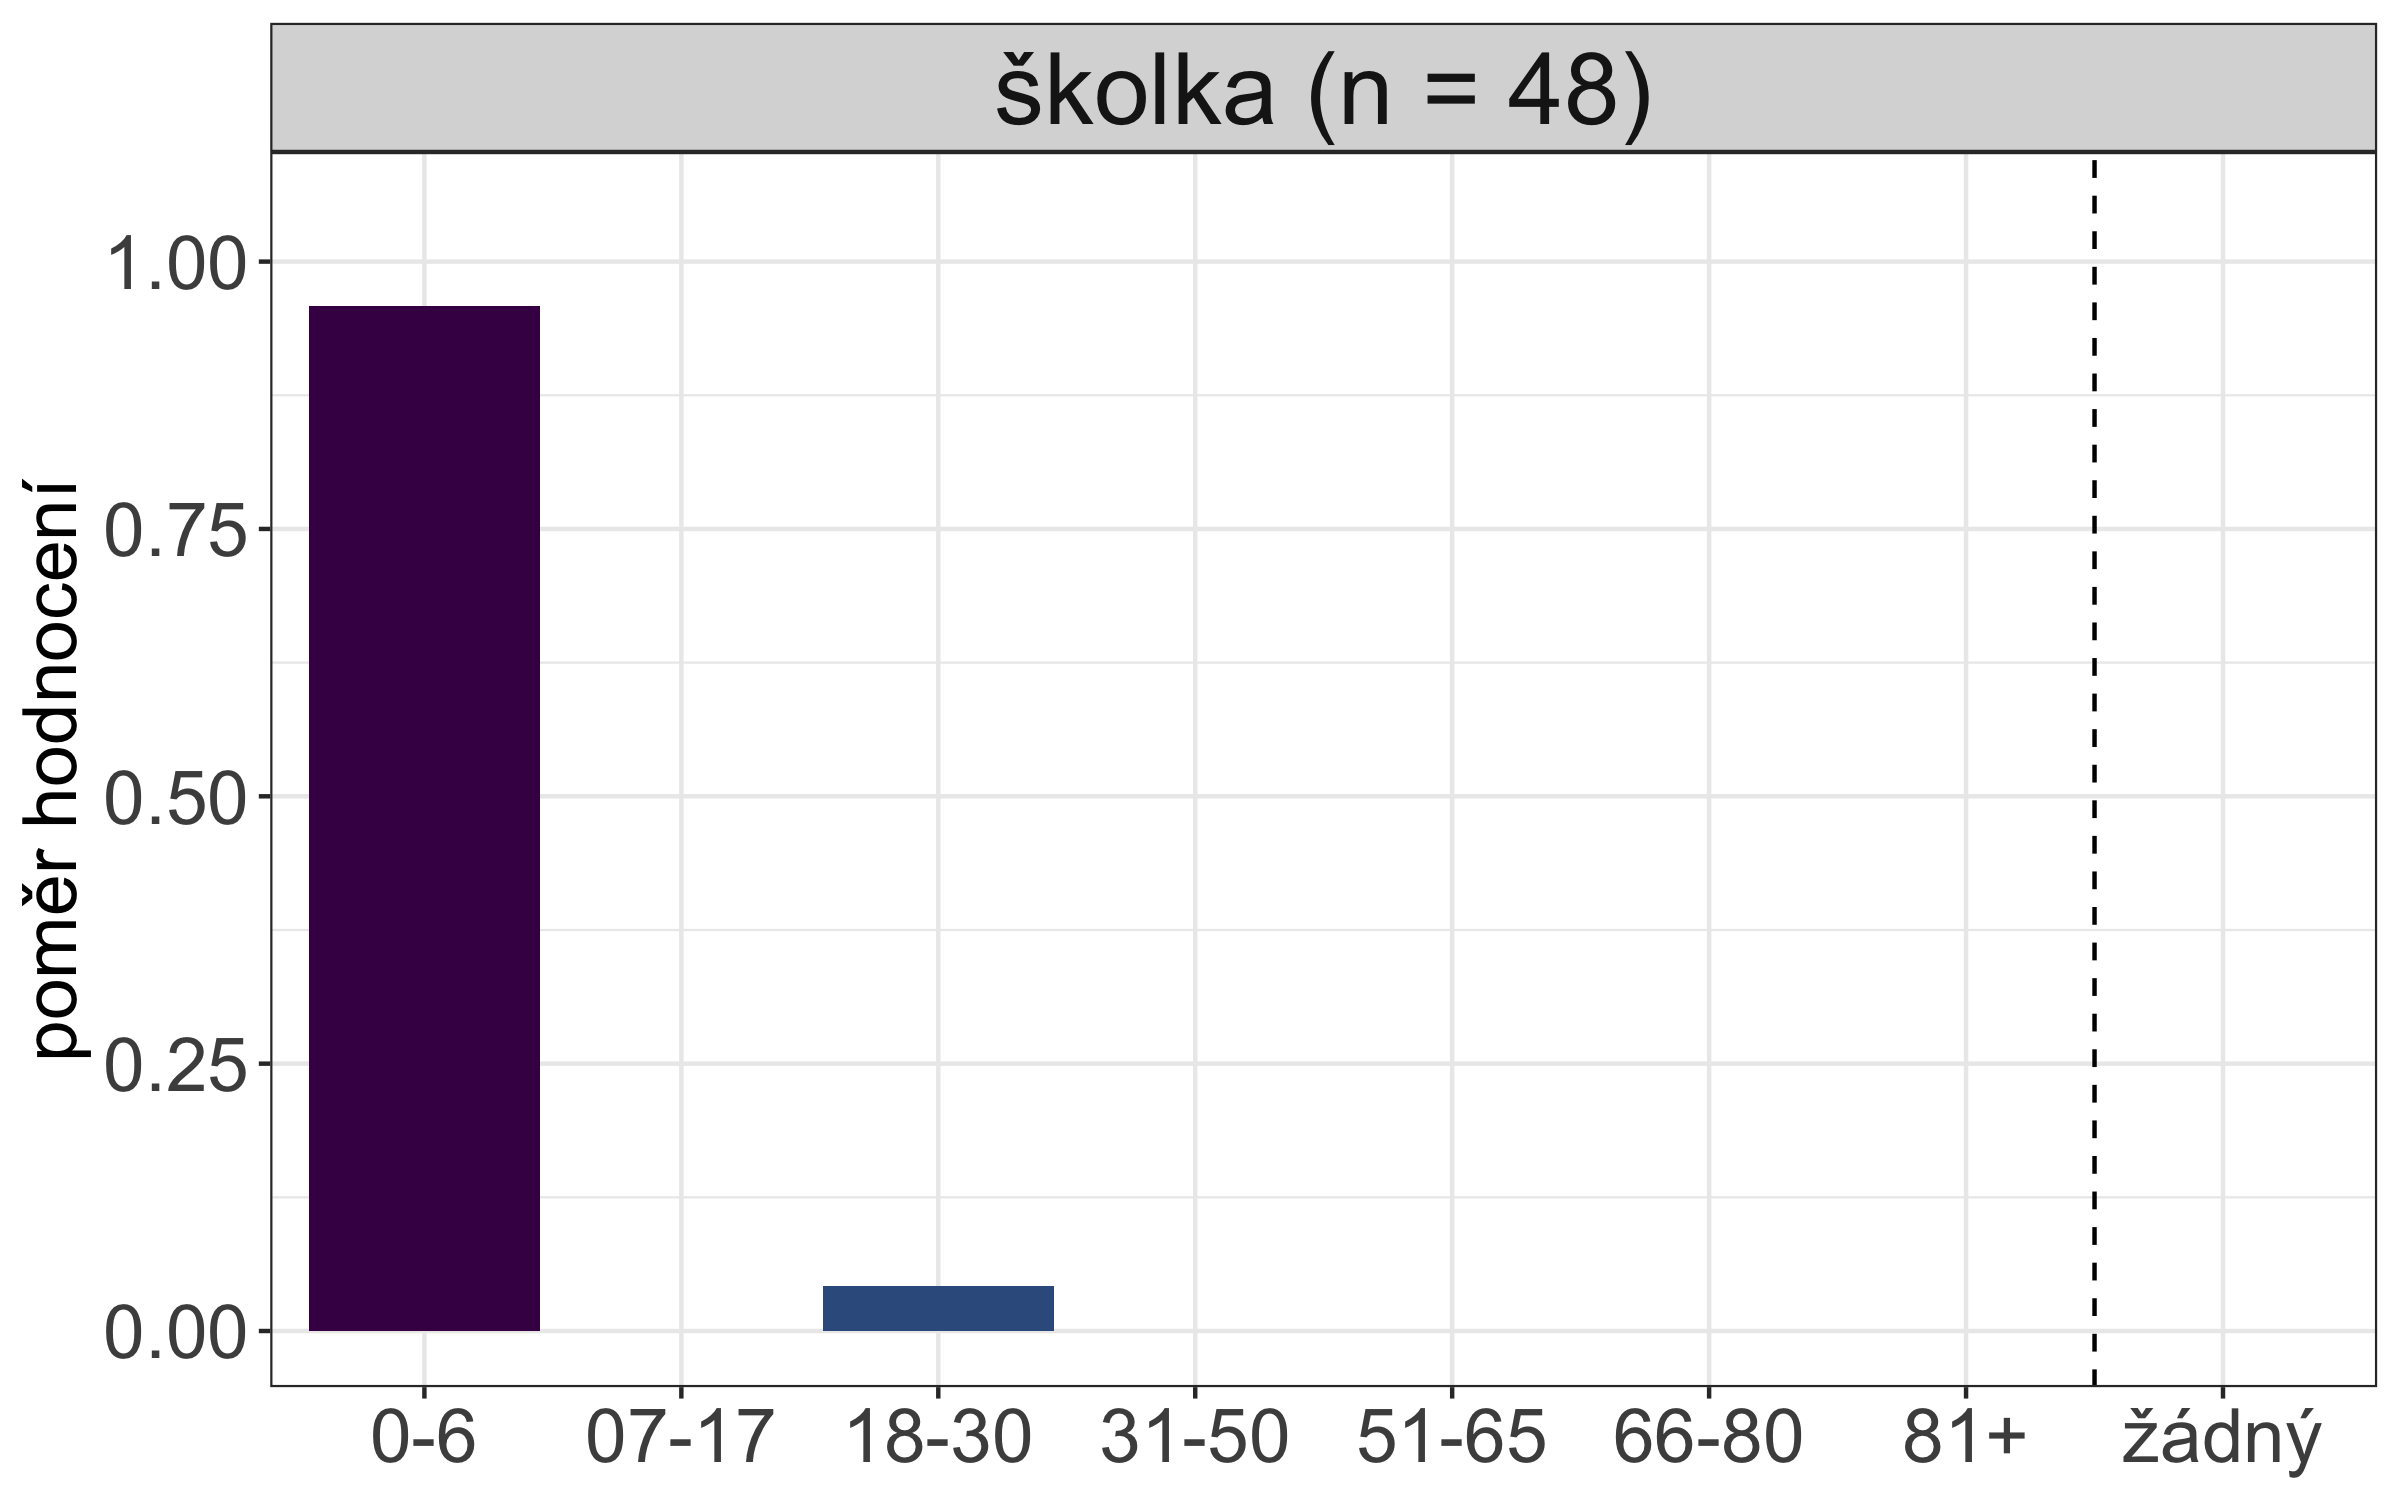 školka (n = 48)
poměr hodnocení
1.00
0.75
0.50
0.25
0.00
0-6 07-17 18-30 31-50 51-65 66-80 81+ žádný